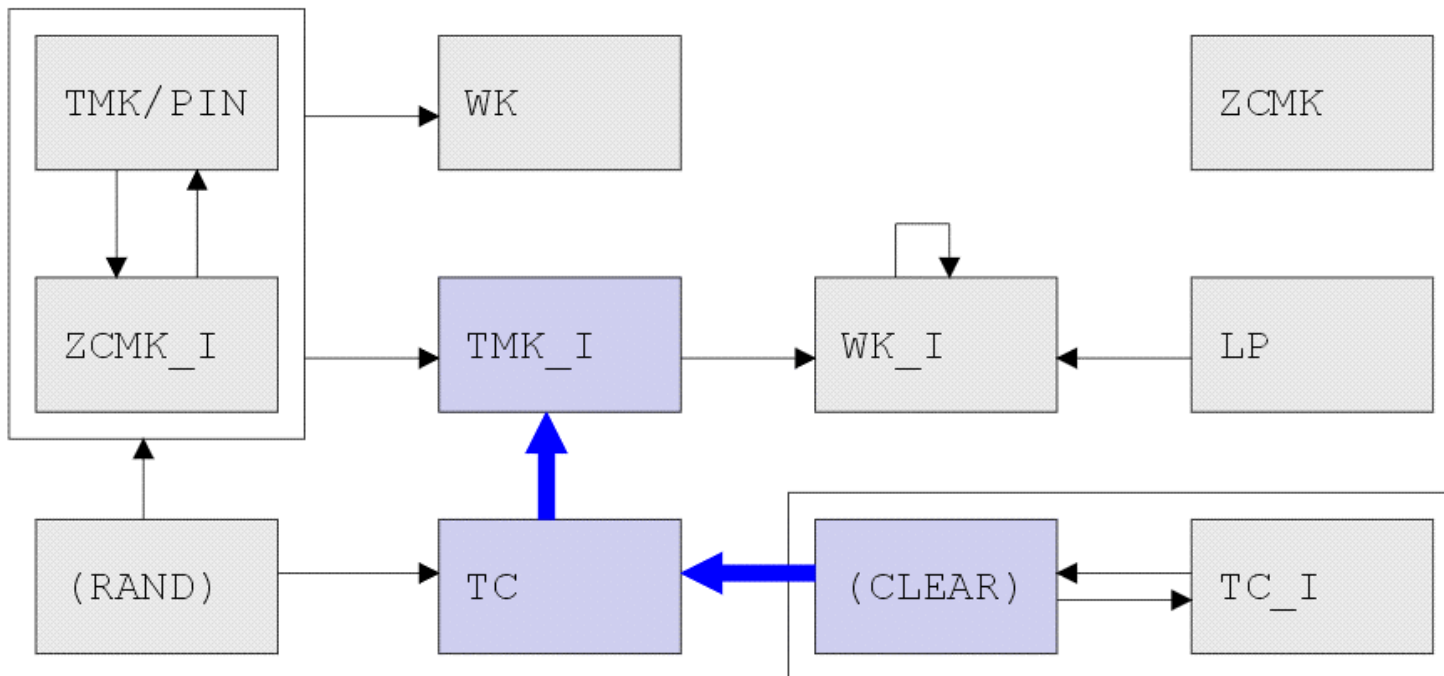 TMK/PIN
WK
ZCMK
ZCMK_I
TMK_I
WK_I
LP
(RAND)
TC
(CLEAR)
TC_I